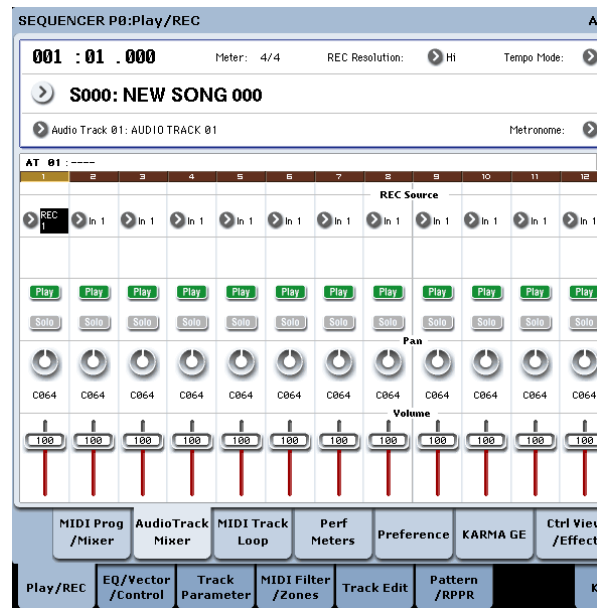 SEQUENCER P0:Play/REC A
001 : 01 . 000 Meter: 4/4 REC Resolution: Hi Tempo Mode:
S000: NEW SONG 000
Audio Track 01: AUDIO TRACK 01 Metronome:
AT 01 :----
1 2 3 4 5 6 7 8 9 10 11 12
REC Source
REC 1 In 1 In 1 In 1 In 1 In 1 In 1 In 1 In 1 In 1 In 1 In 1
Play Play Play Play Play Play Play Play Play Play Play Play
Solo Solo Solo Solo Solo Solo Solo Solo Solo Solo Solo Solo
Pan
C064 C064 C064 C064 C064 C064 C064 C064 C064 C064 C064 C064
Volume
100 100 100 100 100 100 100 100 100 100 100 100
MIDI Prog /Mixer AudioTrack Mixer MIDI Track Loop Perf Meters Preference KARMA GE Ctrl View /Effect
Play/REC EQ/Vector /Control Track Parameter MIDI Filter /Zones Track Edit Pattern /RPPR K